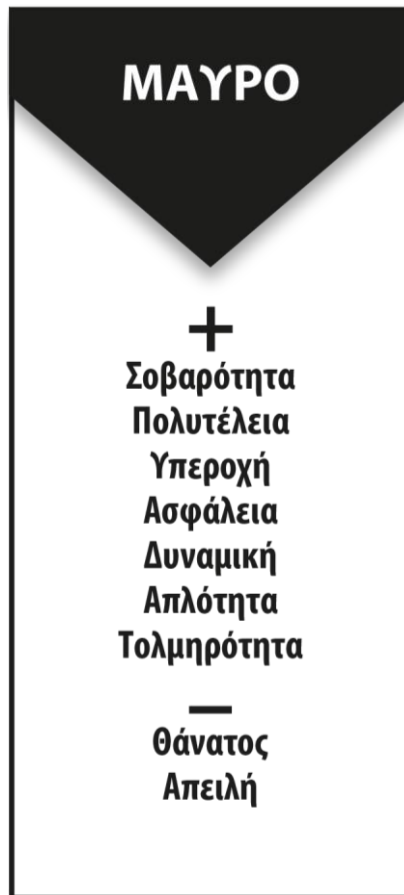 ΜΑΥΡΟ
+
Σοβαρότητα
Πολυτέλεια
Υπεροχή
Ασφάλεια
Δυναμική
Απλότητα
Τολμηρότητα
–
Θάνατος
Απειλή